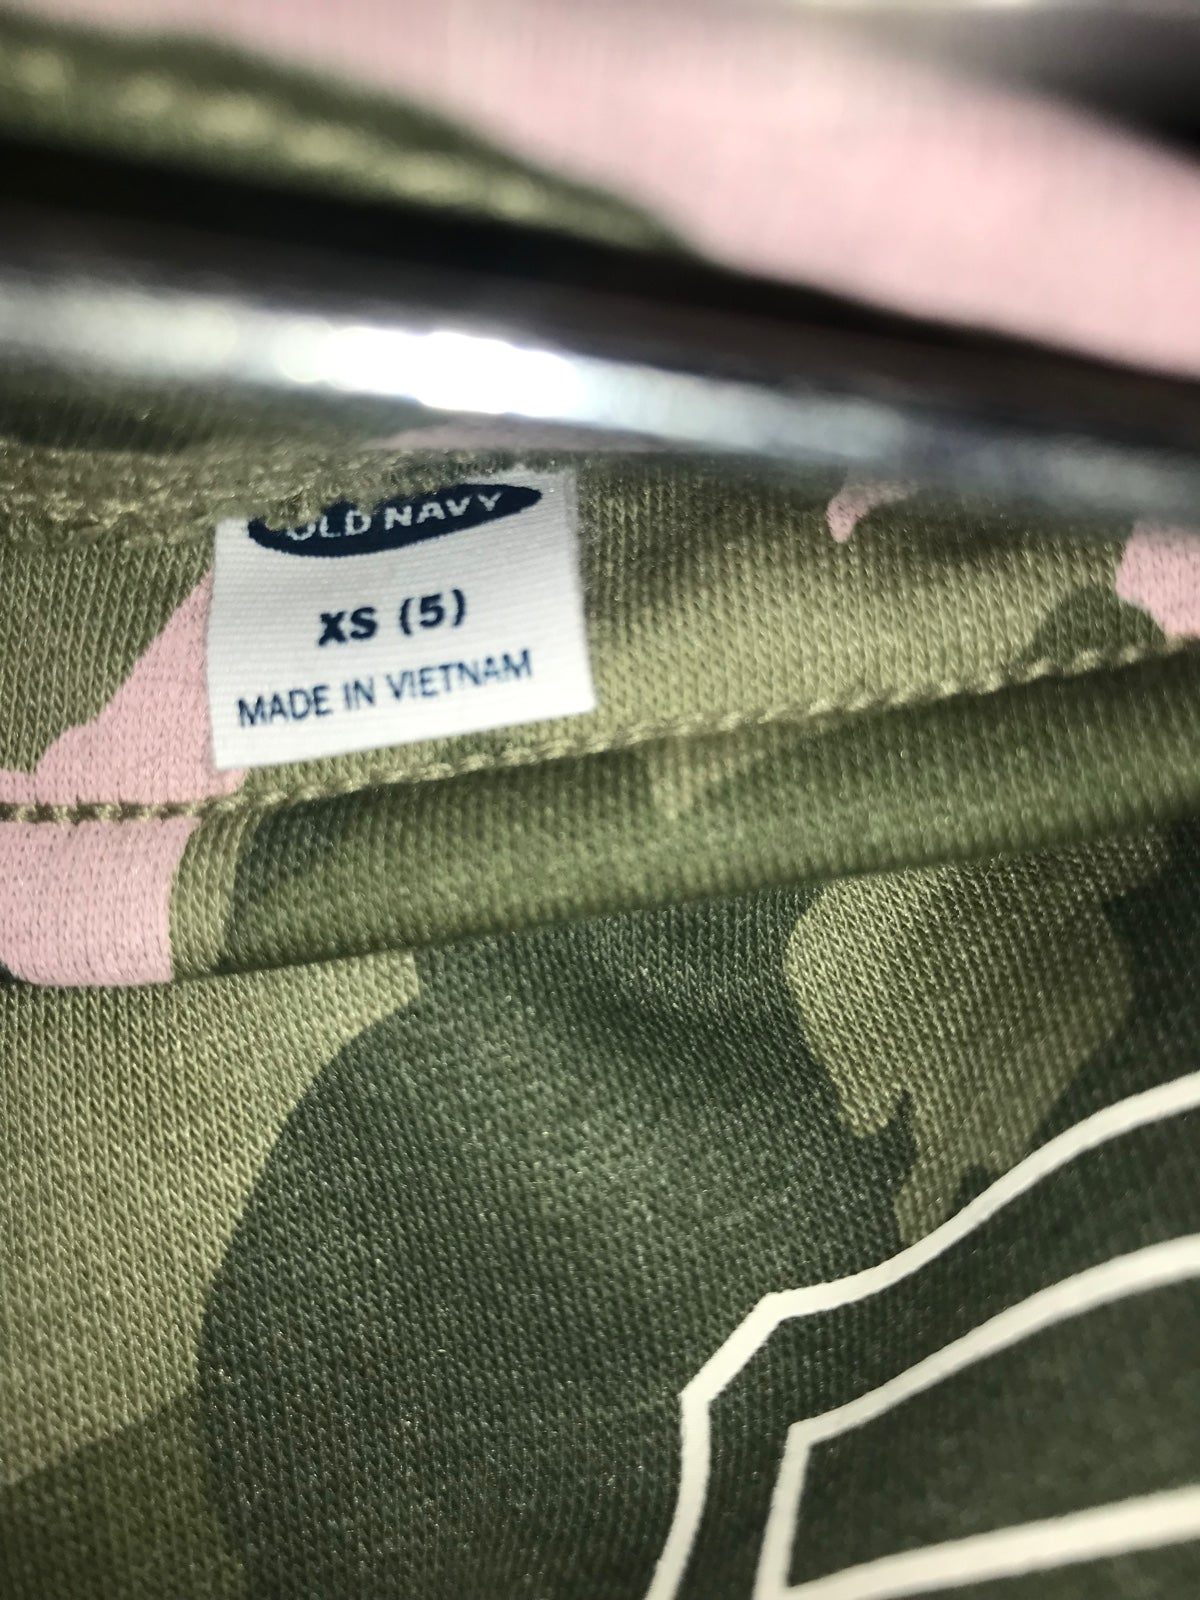 OLD NAVY
XS (5)
MADE IN VIETNAM